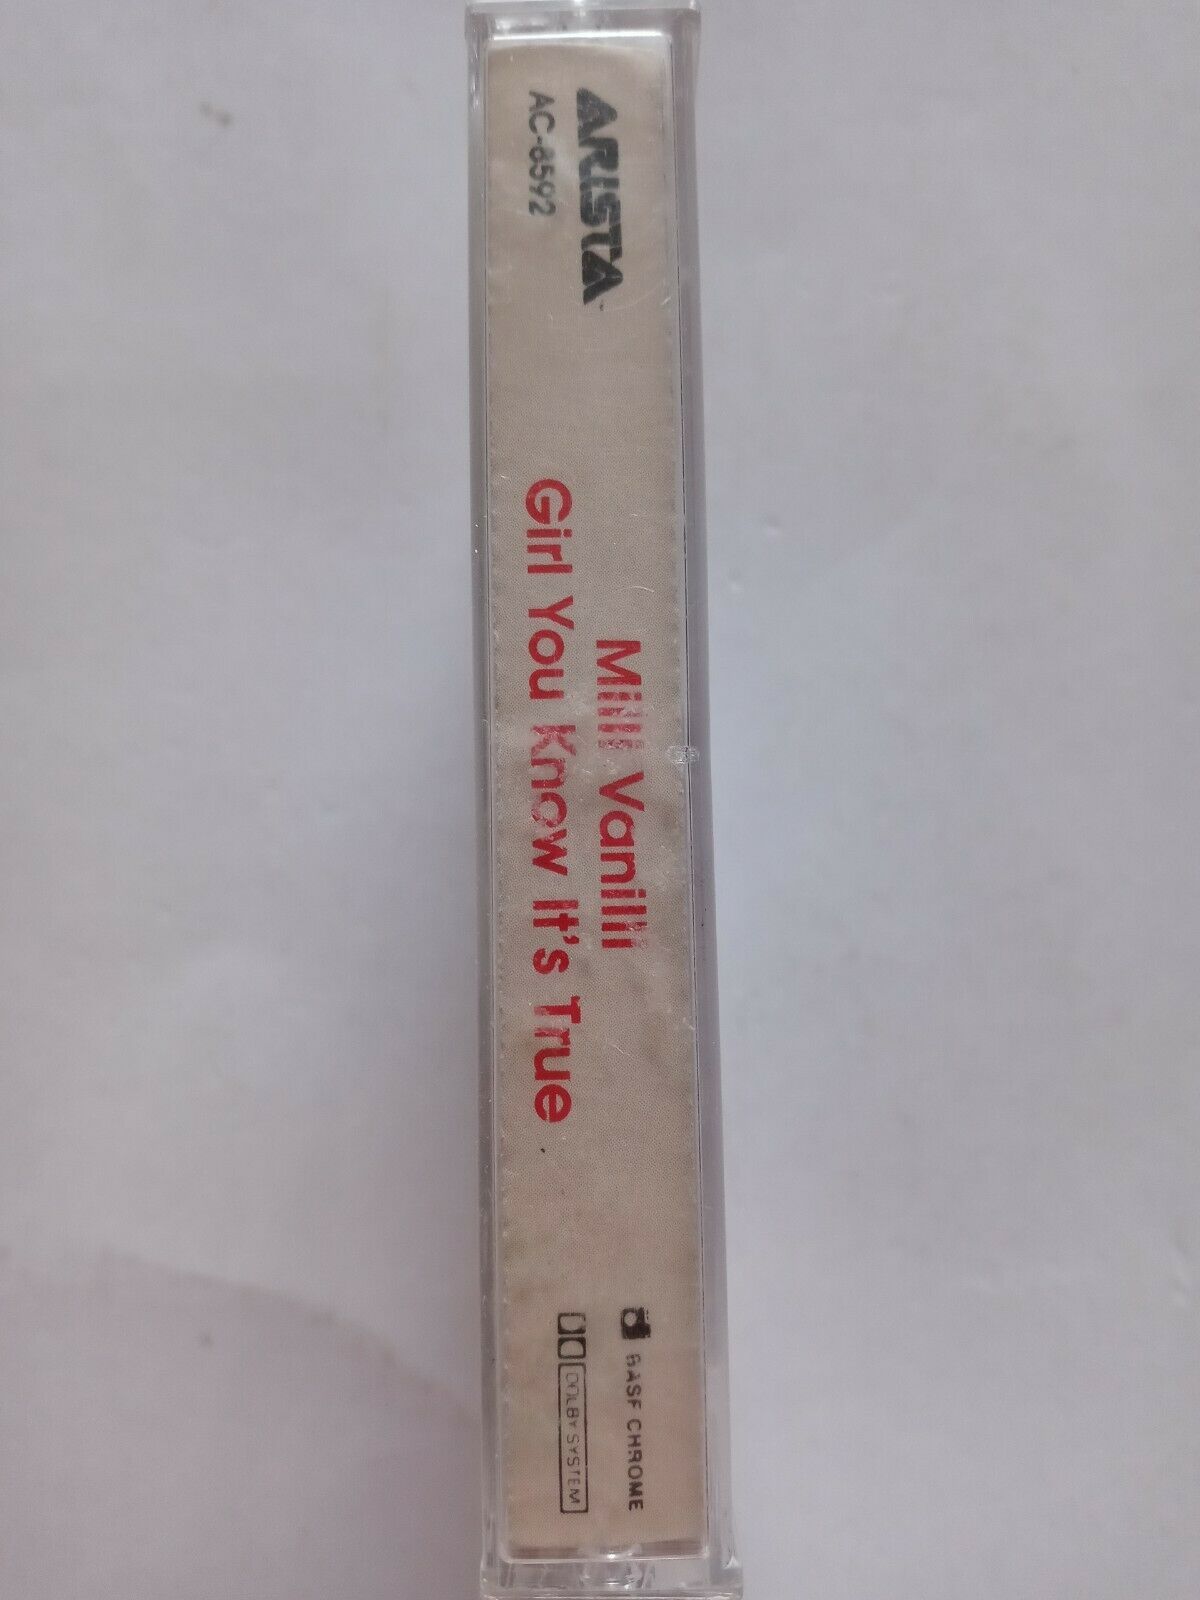 ARISTA
AC-8592
Milli Vanilli
Girl You Know It's True
BASF CHROME
DOLBY SYSTEM